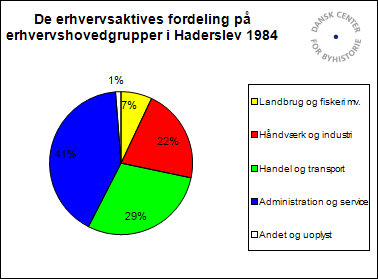 De erhvervsaktives fordeling på
erhvervshovedgrupper i Haderslev 1984
DANSK CENTER
FOR BYHISTORIE
1%
7%
22%
29%
41%
Landbrug og fiskeri mv.
Håndværk og industri
Handel og transport
Administration og service
Andet og uoplyst